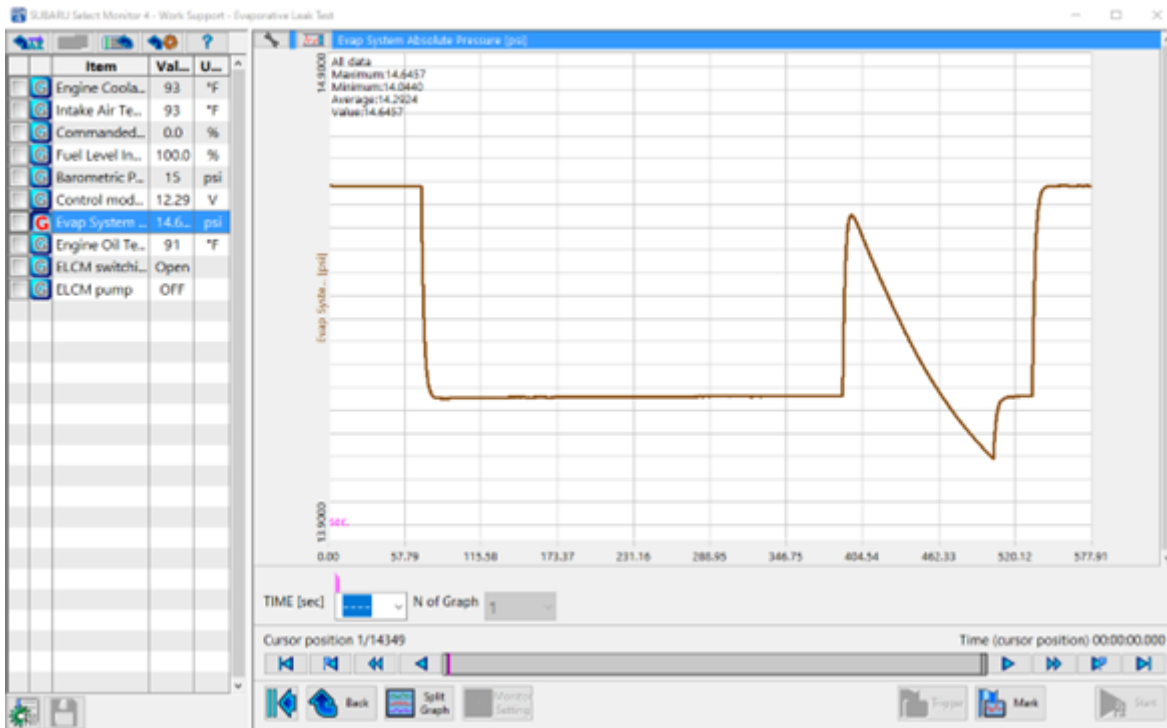 SUBARU Select Monitor 4 - Work Support - Evaporative Leak Test
?
Item Val... U...
G Engine Coola... 93 °F
G Intake Air Te... 93 °F
G Commanded... 0.0 %
G Fuel Level In... 100.0 %
G Barometric P... 15 psi
G Control mod... 12.29 V
G Evap System ... 14.6... psi
G Engine Oil Te... 91 °F
G ELCM switchi... Open
G ELCM pump OFF
Evap System Absolute Pressure [psi]
14.9000
All data
Maximum:14.6457
Minimum:14.0440
Average:14.2924
Value:14.6457
Evap Syste... [psi]
13.9000
sec.
0.00 57.79 115.58 173.37 231.16 288.95 346.75 404.54 462.33 520.12 577.91
TIME [sec] ---- N of Graph 1
Cursor position 1/14349 Time (cursor position) 00:00:00.000
Back Split Graph Monitor Setting Trigger Mark Start